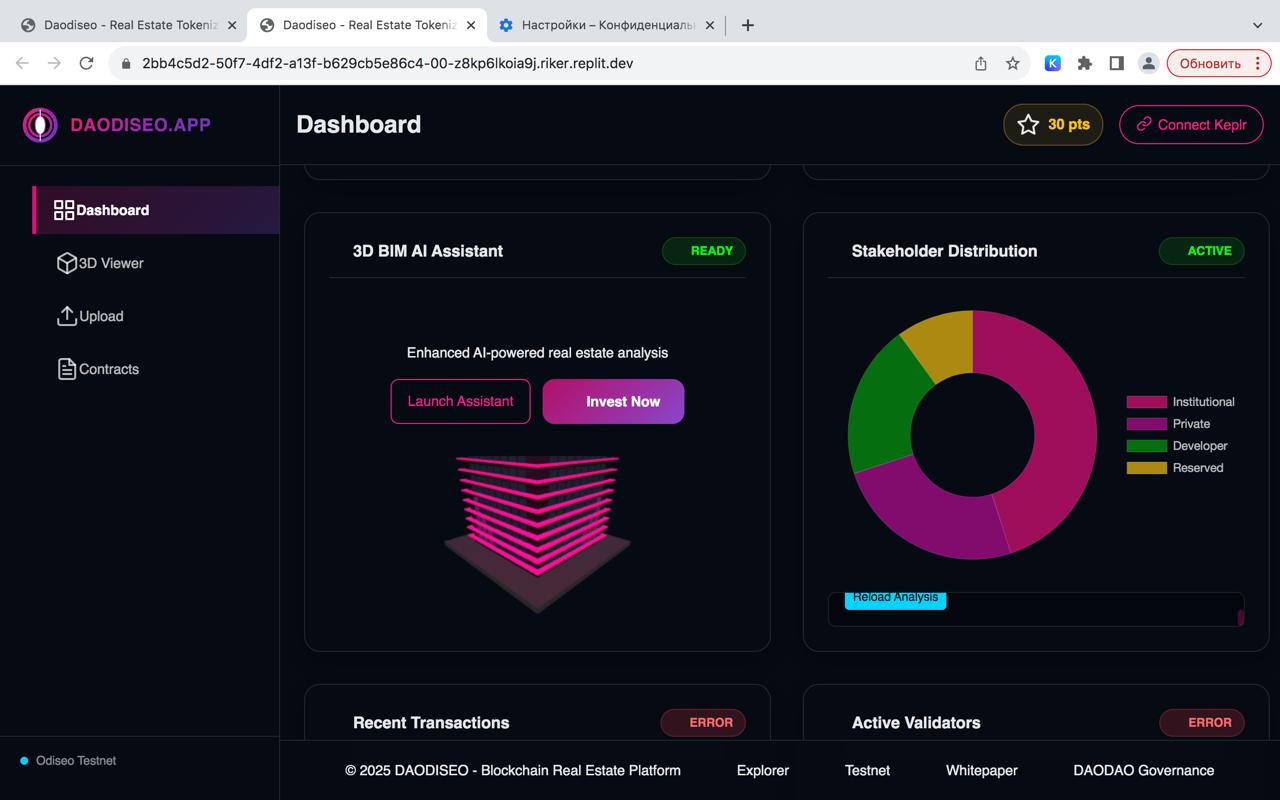 Daodiseo - Real Estate Tokeniz
Daodiseo - Real Estate Tokeniz
Настройки – Конфиденциаль
2bb4c5d2-50f7-4df2-a13f-b629cb5e86c4-00-z8kp6lkoia9j.riker.replit.dev
K
Обновить
DAODISEO.APP
Dashboard
30 pts
Connect Keplr
Dashboard
3D Viewer
Upload
Contracts
3D BIM AI Assistant
READY
Enhanced AI-powered real estate analysis
Launch Assistant
Invest Now
Stakeholder Distribution
ACTIVE
Institutional
Private
Developer
Reserved
Reload Analysis
Recent Transactions
ERROR
Active Validators
ERROR
Odiseo Testnet
© 2025 DAODISEO - Blockchain Real Estate Platform
Explorer
Testnet
Whitepaper
DAODAO Governance